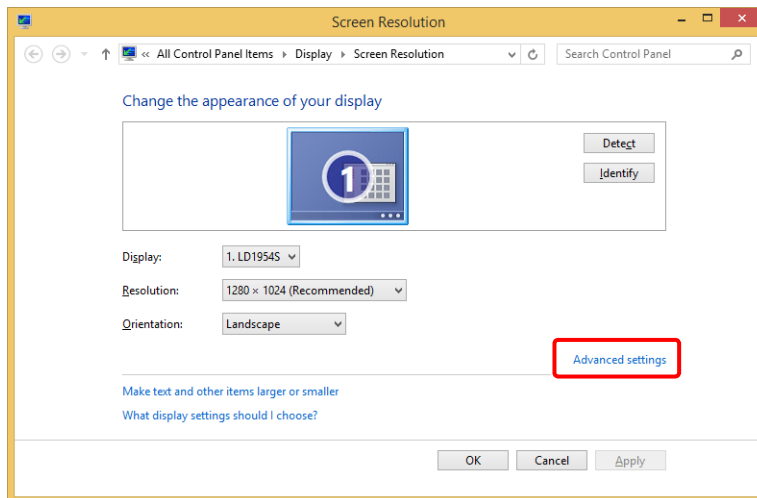 Screen Resolution
« All Control Panel Items Display Screen Resolution Search Control Panel
Change the appearance of your display
1
Detect
Identify
Display: 1. LD1954S
Resolution: 1280 × 1024 (Recommended)
Orientation: Landscape
Advanced settings
Make text and other items larger or smaller
What display settings should I choose?
OK Cancel Apply